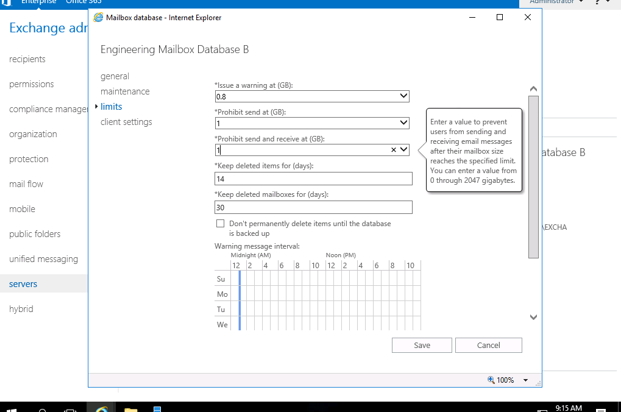 Enterprise Office 365
Administrator ?
Mailbox database - Internet Explorer
Exchange adm
Engineering Mailbox Database B
recipients
permissions
compliance manager
organization
protection
mail flow
mobile
public folders
unified messaging
servers
hybrid
general
maintenance
limits
client settings
*Issue a warning at (GB):
0.8
*Prohibit send at (GB):
1
*Prohibit send and receive at (GB):
1
*Keep deleted items for (days):
14
*Keep deleted mailboxes for (days):
30
Don't permanently delete items until the database
is backed up
Warning message interval:
Midnight (AM) Noon (PM)
12 2 4 6 8 10 12 2 4 6 8 10
Su
Mo
Tu
We
Enter a value to prevent
users from sending and
receiving email messages
after their mailbox size
reaches the specified limit.
You can enter a value from
0 through 2047 gigabytes.
atabase B
AEXCHA
Save Cancel
100%
9:15 AM